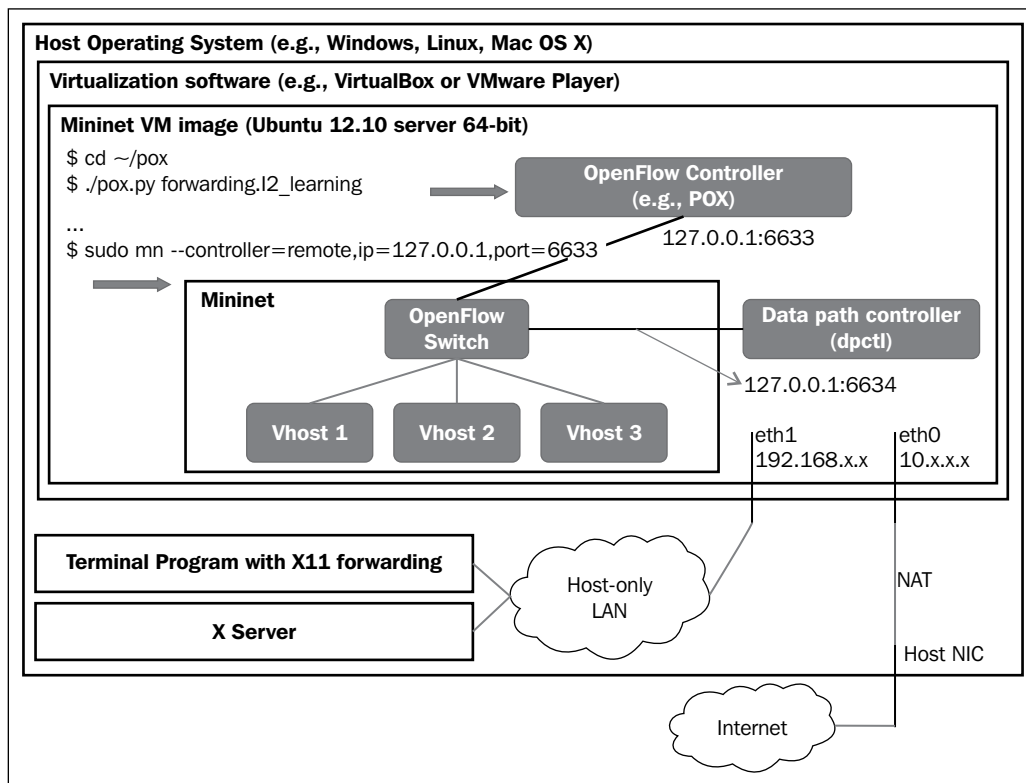 Host Operating System (e.g., Windows, Linux, Mac OS X)
Virtualization software (e.g., VirtualBox or VMware Player)
Mininet VM image (Ubuntu 12.10 server 64-bit)
$ cd ~/pox
$ ./pox.py forwarding.l2_learning
...
$ sudo mn --controller=remote,ip=127.0.0.1,port=6633
OpenFlow Controller
(e.g., POX)
127.0.0.1:6633
Mininet
OpenFlow
Switch
Data path controller
(dpctl)
127.0.0.1:6634
Vhost 1
Vhost 2
Vhost 3
eth1
192.168.x.x
eth0
10.x.x.x
Terminal Program with X11 forwarding
X Server
Host-only
LAN
NAT
Host NIC
Internet